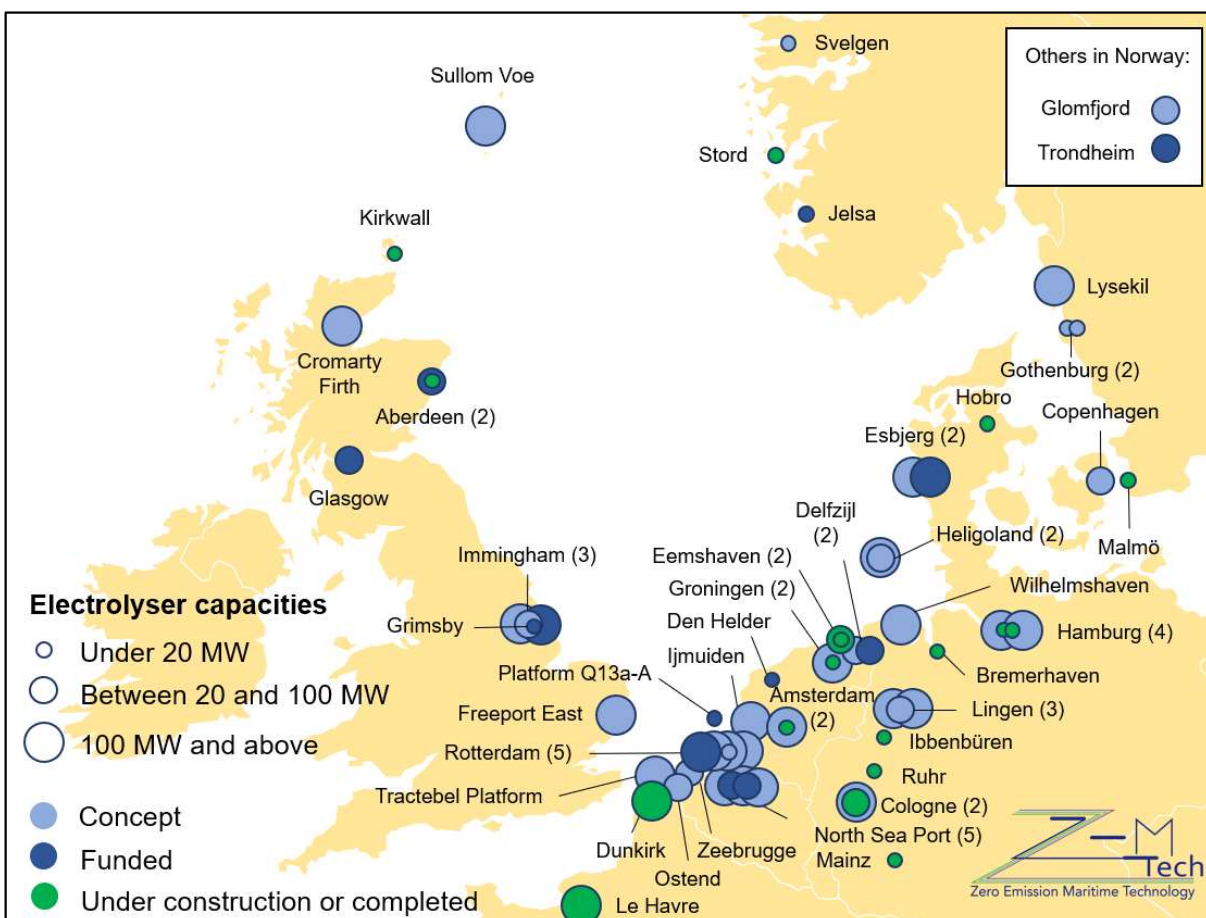 Svelgen
Others in Norway:
Glomfjord
Trondheim
Sullom Voe
Stord
Jelsa
Kirkwall
Lysekil
Cromarty
Firth
Gothenburg (2)
Aberdeen (2)
Hobro
Copenhagen
Esbjerg (2)
Glasgow
Delfzijl
(2)
Heligoland (2)
Malmö
Eemshaven (2)
Immingham (3)
Groningen (2)
Wilhelmshaven
Electrolyser capacities
Under 20 MW
Between 20 and 100 MW
100 MW and above
Grimsby
Den Helder
Hamburg (4)
Ijmuiden
Platform Q13a-A
Bremerhaven
Amsterdam
(2)
Freeport East
Lingen (3)
Rotterdam (5)
Ibbenbüren
Ruhr
Tractebel Platform
Cologne (2)
Concept
Funded
Under construction or completed
North Sea Port (5)
Dunkirk
Zeebrugge
Mainz
Ostend
Le Havre
Z-M
Tech
Zero Emission Maritime Technology